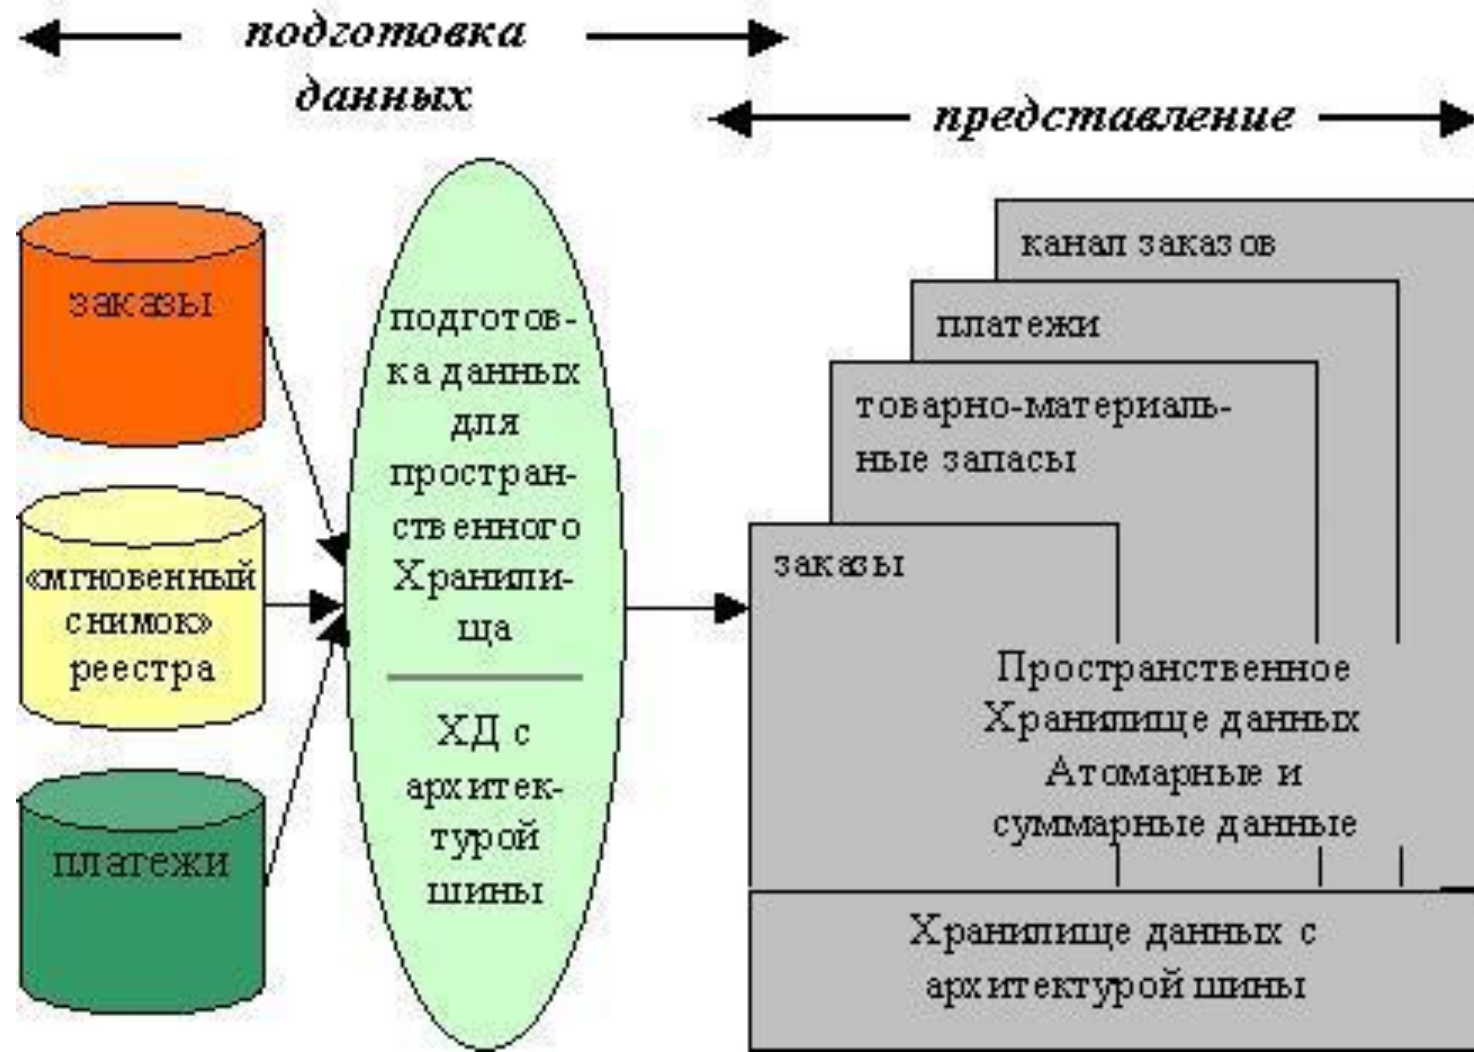 подготовка
данных
представление
заказы
«мгновенный
снимок»
реестра
платежи
подготов-
ка данных
для
простран-
ственного
Хранили-
ща
ХД с
архитек-
турой
шины
канал заказов
платежи
товарно-материаль-
ные запасы
заказы
Пространственное
Хранилище данных
Атомарные и
суммарные данные
Хранилище данных с
архитектурой шины